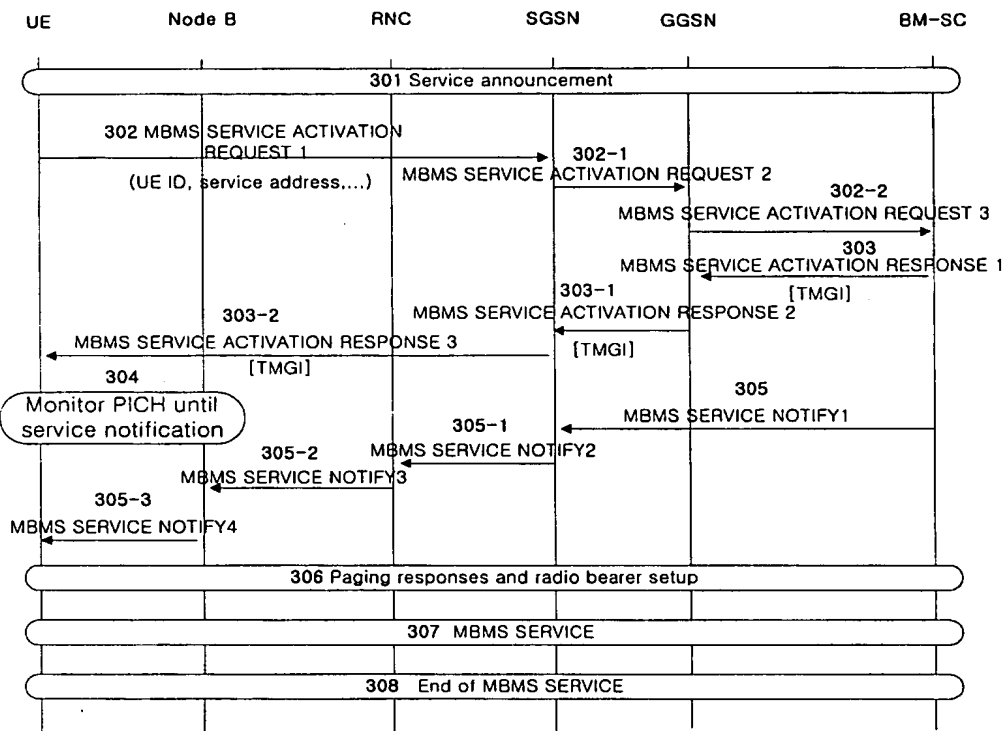 UE Node B RNC SGSN GGSN BM-SC
301 Service announcement
302 MBMS SERVICE ACTIVATION
REQUEST 1
(UE ID, service address,...)
302-1
MBMS SERVICE ACTIVATION REQUEST 2
302-2
MBMS SERVICE ACTIVATION REQUEST 3
303
MBMS SERVICE ACTIVATION RESPONSE 1
[TMGI]
303-1
MBMS SERVICE ACTIVATION RESPONSE 2
[TMGI]
303-2
MBMS SERVICE ACTIVATION RESPONSE 3
[TMGI]
304
Monitor PICH until
service notification
305
MBMS SERVICE NOTIFY1
305-1
MBMS SERVICE NOTIFY2
305-2
MBMS SERVICE NOTIFY3
305-3
MBMS SERVICE NOTIFY4
306 Paging responses and radio bearer setup
307 MBMS SERVICE
308 End of MBMS SERVICE